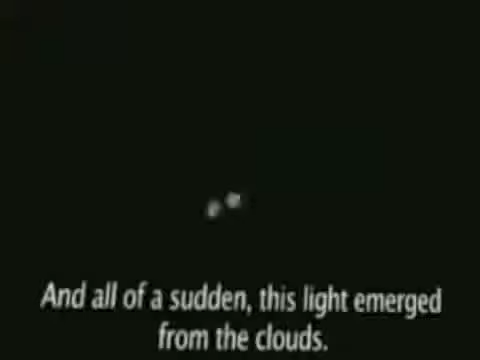 And all of a sudden, this light emerged
from the clouds.